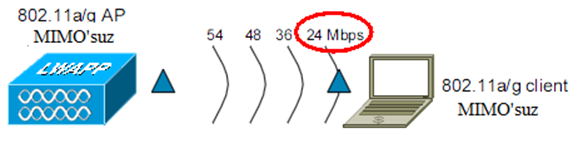 802.11a/g AP
MIMO'suz
LWAPP
54 48 36 24 Mbps
802.11a/g client
MIMO'suz